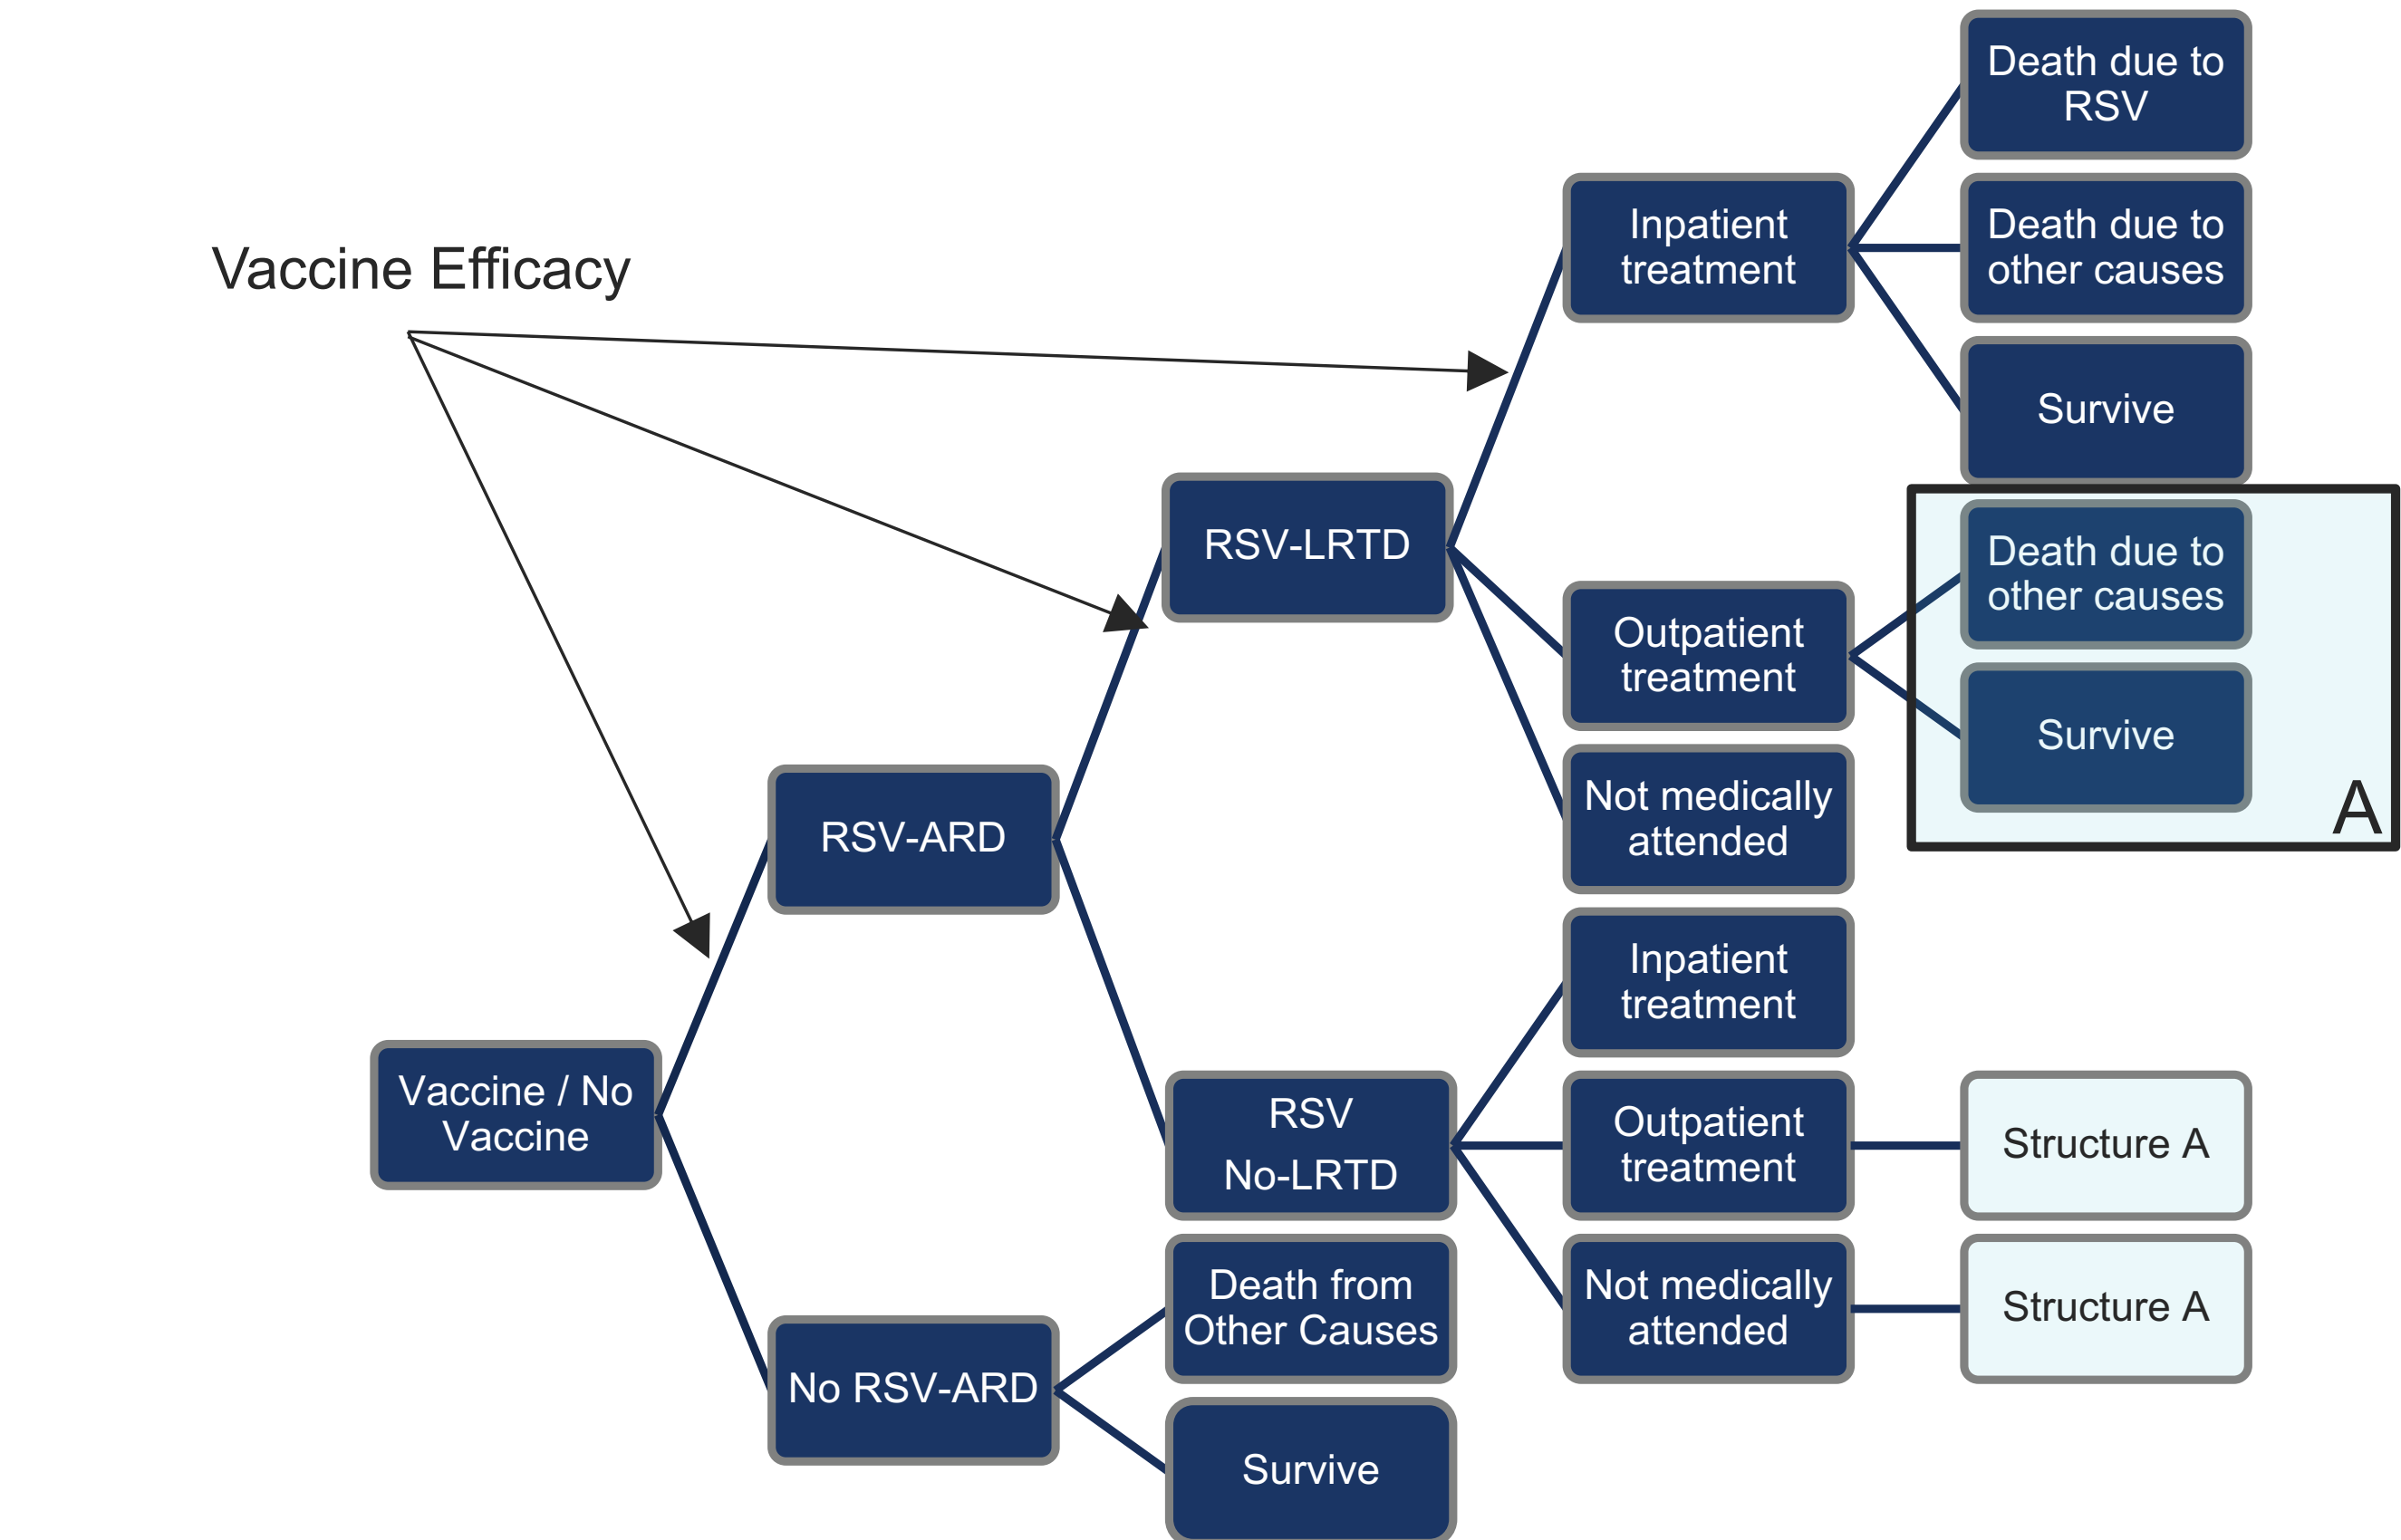 Death due to
RSV
Inpatient
treatment
Death due to
other causes
Vaccine Efficacy
Survive
RSV-LRTD
Death due to
other causes
Outpatient
treatment
Survive
A
RSV-ARD
Not medically
attended
Inpatient
treatment
Vaccine / No
Vaccine
RSV
No-LRTD
Outpatient
treatment
Structure A
Death from
Other Causes
Not medically
attended
Structure A
No RSV-ARD
Survive